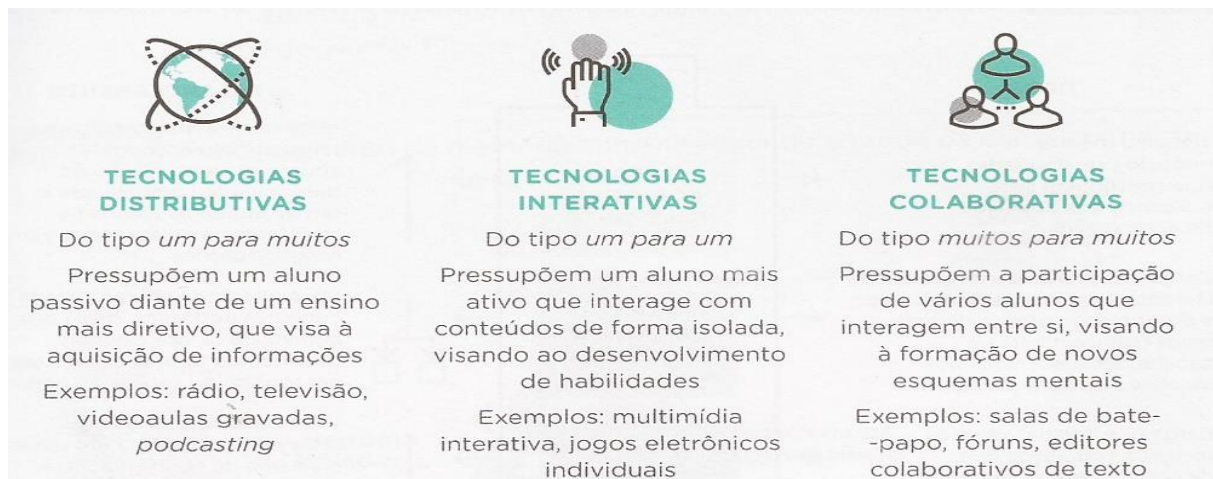 TECNOLOGIAS
DISTRIBUTIVAS
Do tipo um para muitos
Pressupõem um aluno
passivo diante de um ensino
mais diretivo, que visa à
aquisição de informações
Exemplos: rádio, televisão,
videoaulas gravadas,
podcasting
TECNOLOGIAS
INTERATIVAS
Do tipo um para um
Pressupõem um aluno mais
ativo que interage com
conteúdos de forma isolada,
visando ao desenvolvimento
de habilidades
Exemplos: multimídia
interativa, jogos eletrônicos
individuais
TECNOLOGIAS
COLABORATIVAS
Do tipo muitos para muitos
Pressupõem a participação
de vários alunos que
interagem entre si, visando
à formação de novos
esquemas mentais
Exemplos: salas de bate-
-papo, fóruns, editores
colaborativos de texto